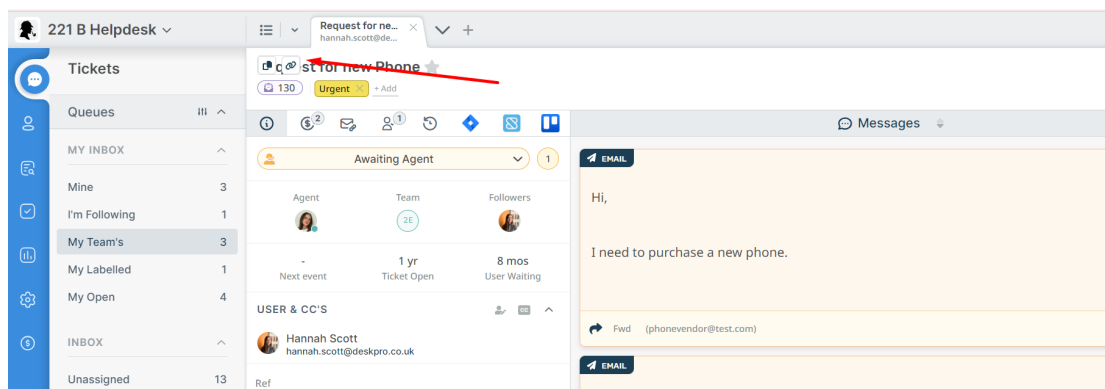 221 B Helpdesk
Request for ne...
hannah.scott@de...
Tickets
Queues
MY INBOX
Mine 3
I'm Following 1
My Team's 3
My Labelled 1
My Open 4
INBOX
Unassigned 13
q st for new Phone
130 Urgent + Add
2 1
Awaiting Agent 1
Agent Team Followers
2E
- 1 yr 8 mos
Next event Ticket Open User Waiting
USER & CC'S CC
Hannah Scott
hannah.scott@deskpro.co.uk
Ref
Messages
EMAIL
Hi,
I need to purchase a new phone.
Fwd (phonevendor@test.com)
EMAIL